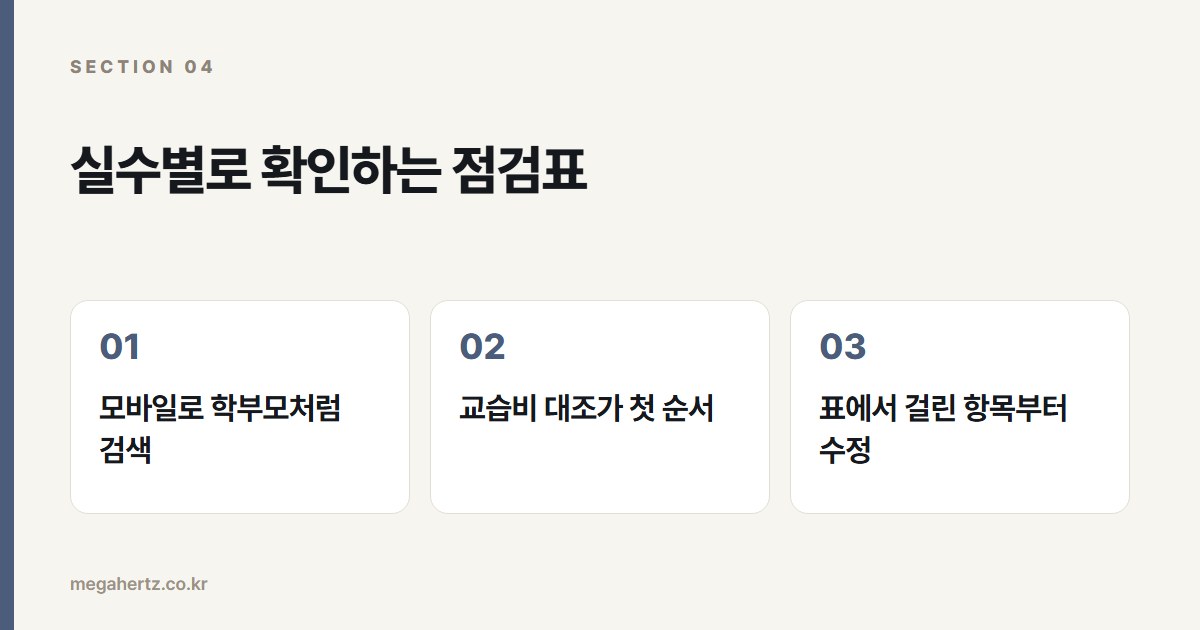 SECTION 04
실수별로 확인하는 점검표
01
모바일로 학부모처럼
검색
02
교습비 대조가 첫 순서
03
표에서 걸린 항목부터
수정
megahertz.co.kr